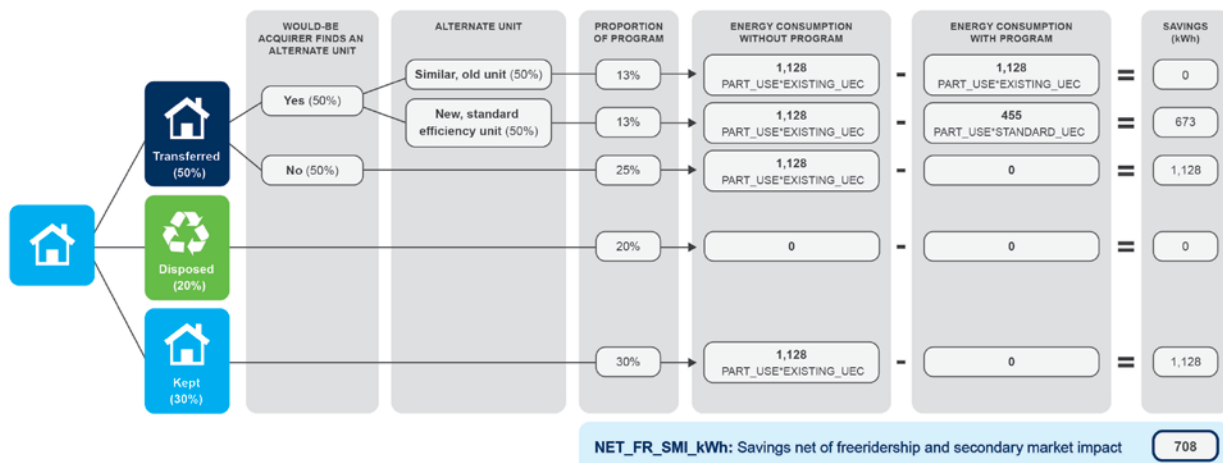 WOULD-BE
ACQUIRER FINDS AN
ALTERNATE UNIT
ALTERNATE UNIT
PROPORTION
OF PROGRAM
ENERGY CONSUMPTION
WITHOUT PROGRAM
ENERGY CONSUMPTION
WITH PROGRAM
SAVINGS
(kWh)
Transferred
(50%)
Yes (50%)
Similar, old unit (50%)
13%
1,128
PART_USE*EXISTING_UEC
-
1,128
PART_USE*EXISTING_UEC
=
0
New, standard
efficiency unit (50%)
13%
1,128
PART_USE*EXISTING_UEC
-
455
PART_USE*STANDARD_UEC
=
673
No (50%)
25%
1,128
PART_USE*EXISTING_UEC
-
0
=
1,128
Disposed
(20%)
20%
0
-
0
=
0
Kept
(30%)
30%
1,128
PART_USE*EXISTING_UEC
-
0
=
1,128
NET_FR_SMI_kWh: Savings net of freeridership and secondary market impact 708